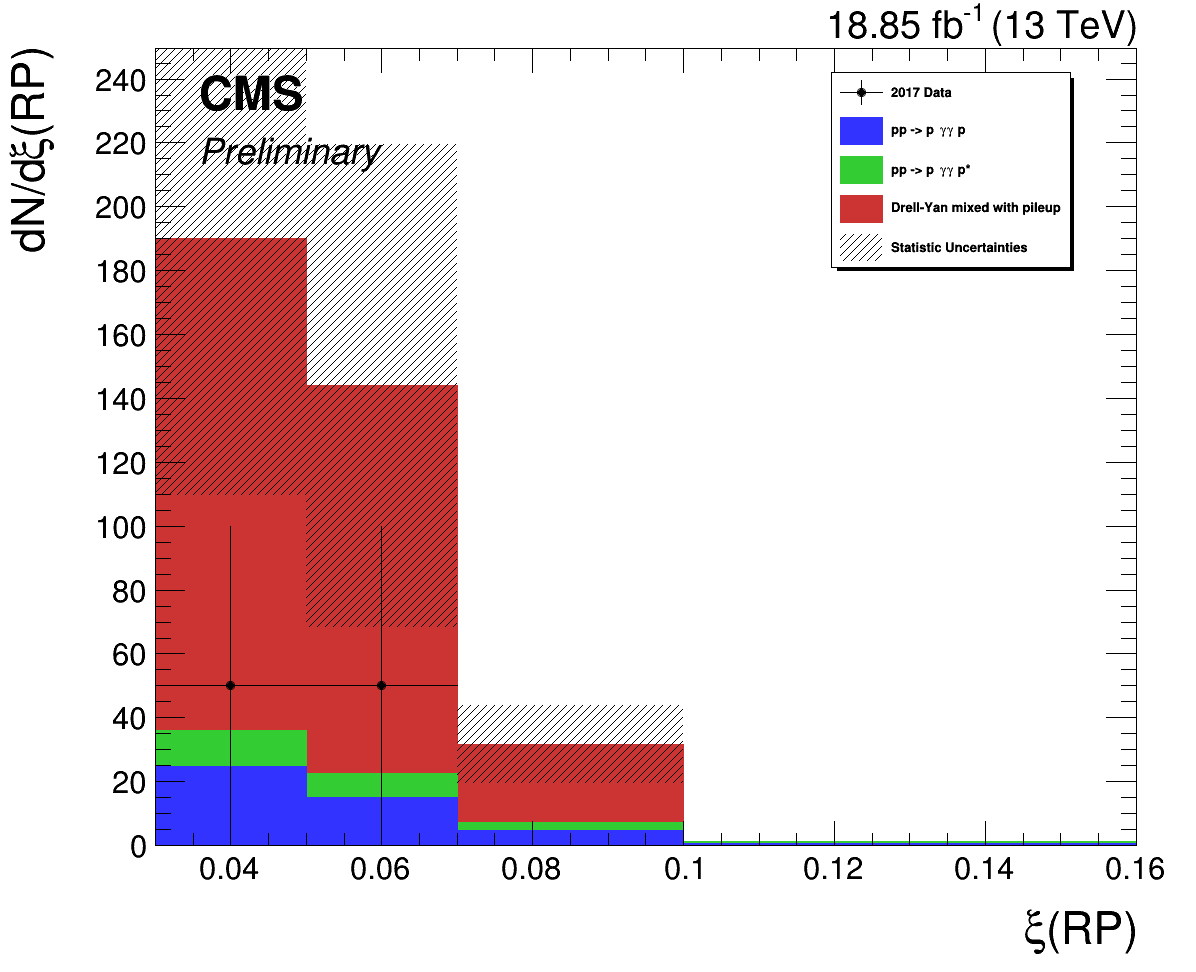 18.85 fb-1 (13 TeV)
dN/dξ(RP)
CMS
Preliminary
2017 Data
pp -> p γγ p
pp -> p γγ p*
Drell-Yan mixed with pileup
Statistic Uncertainties
240
220
200
180
160
140
120
100
80
60
40
20
0
0.04 0.06 0.08 0.1 0.12 0.14 0.16
ξ(RP)